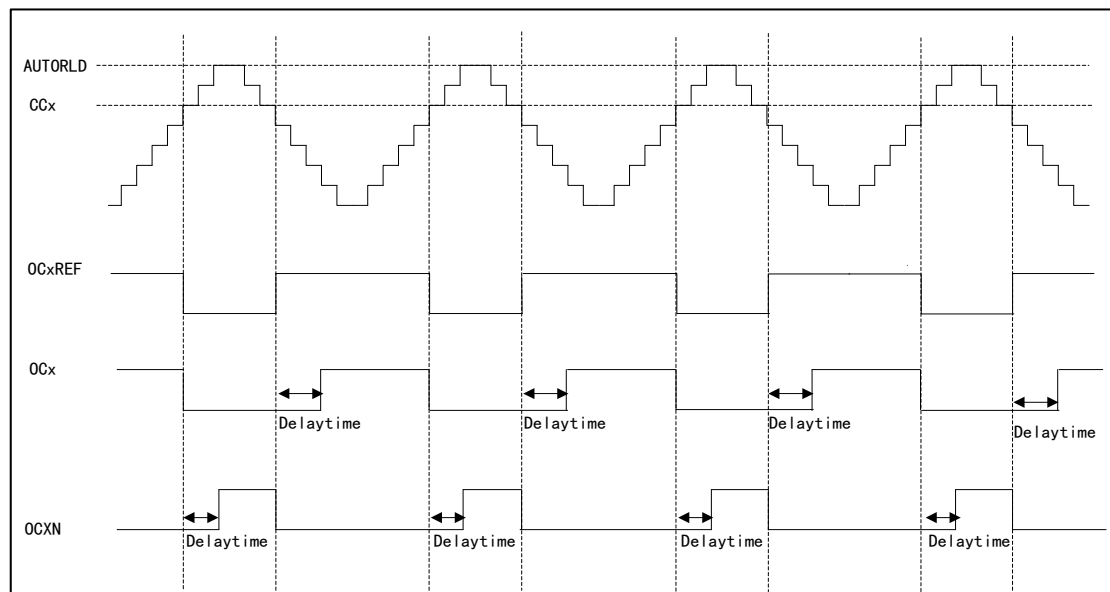 AUTORLD
CCx
OCxREF
OCx
Delaytime
Delaytime
Delaytime
Delaytime
OCXN
Delaytime
Delaytime
Delaytime
Delaytime